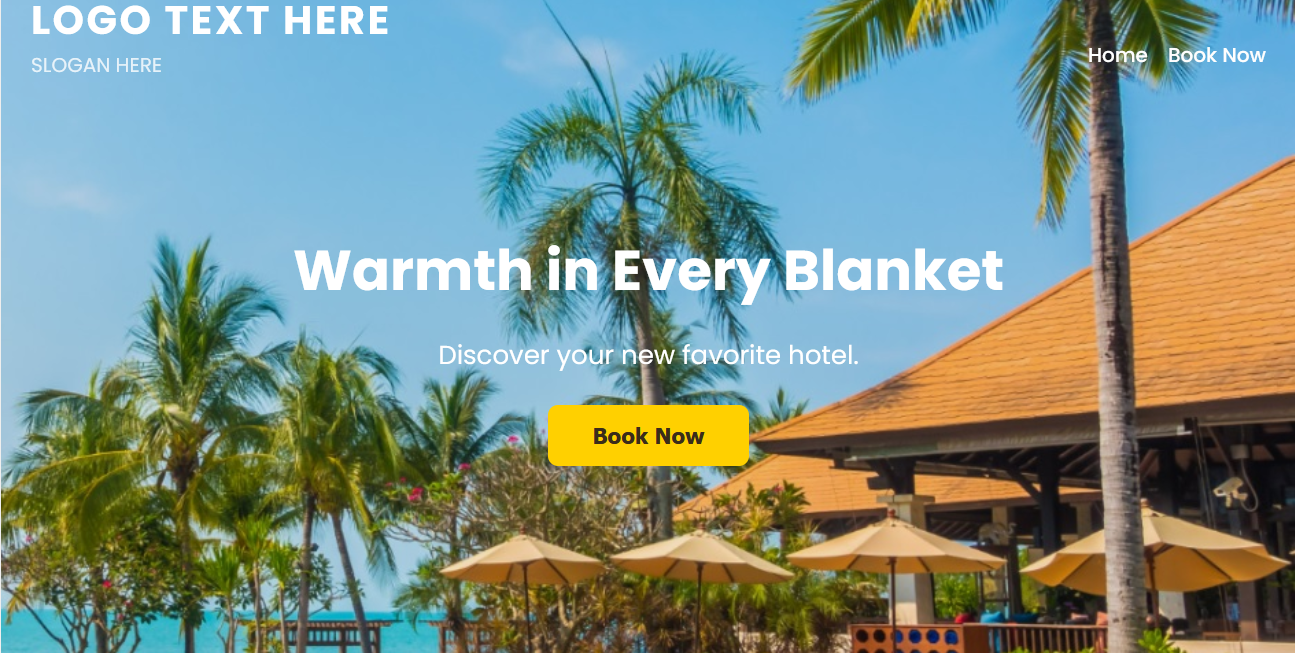 LOGO TEXT HERE
SLOGAN HERE
Home Book Now
Warmth in Every Blanket
Discover your new favorite hotel.
Book Now